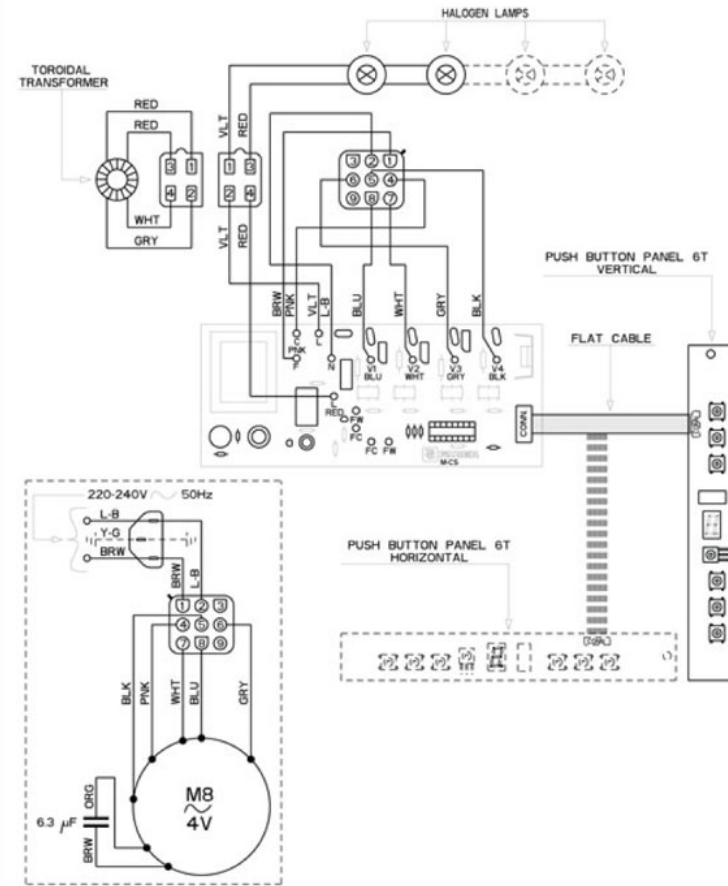 HALOGEN LAMPS
TOROIDAL
TRANSFORMER
RED
RED
WHT
GRY
3 1
4 2
VLT
RED
1 3
2 4
VLT
RED
3 2 1
6 5 4
9 8 7
BRW
PNK
VLT
L-B
BLU
WHT
GRY
BLK
C
PNK
F
L
N
V1
BLU
V2
WHT
V3
GRY
V4
BLK
L
RED
FW
FC
FC FW
M-CS
CONN.
FLAT CABLE
PUSH BUTTON PANEL 6T
VERTICAL
PUSH BUTTON PANEL 6T
HORIZONTAL
220-240V 50Hz
L-B
Y-G
BRW
BRW
L-B
1 2 3
4 5 6
7 8 9
BLK
PNK
WHT
BLU
GRY
M8
4V
6.3 µF
ORG
BRW